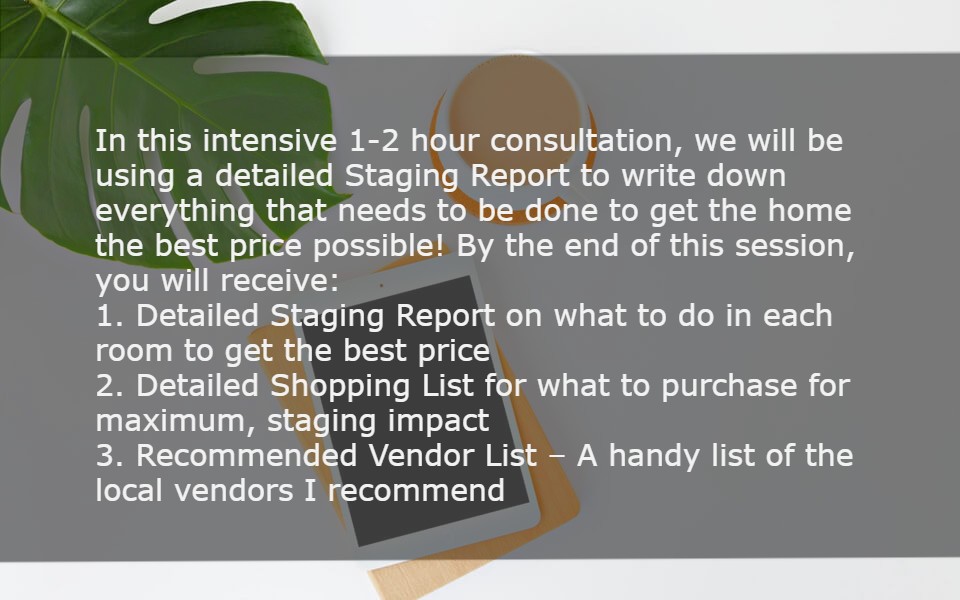 In this intensive 1-2 hour consultation, we will be
using a detailed Staging Report to write down
everything that needs to be done to get the home
the best price possible! By the end of this session,
you will receive:
1. Detailed Staging Report on what to do in each
room to get the best price
2. Detailed Shopping List for what to purchase for
maximum, staging impact
3. Recommended Vendor List – A handy list of the
local vendors I recommend